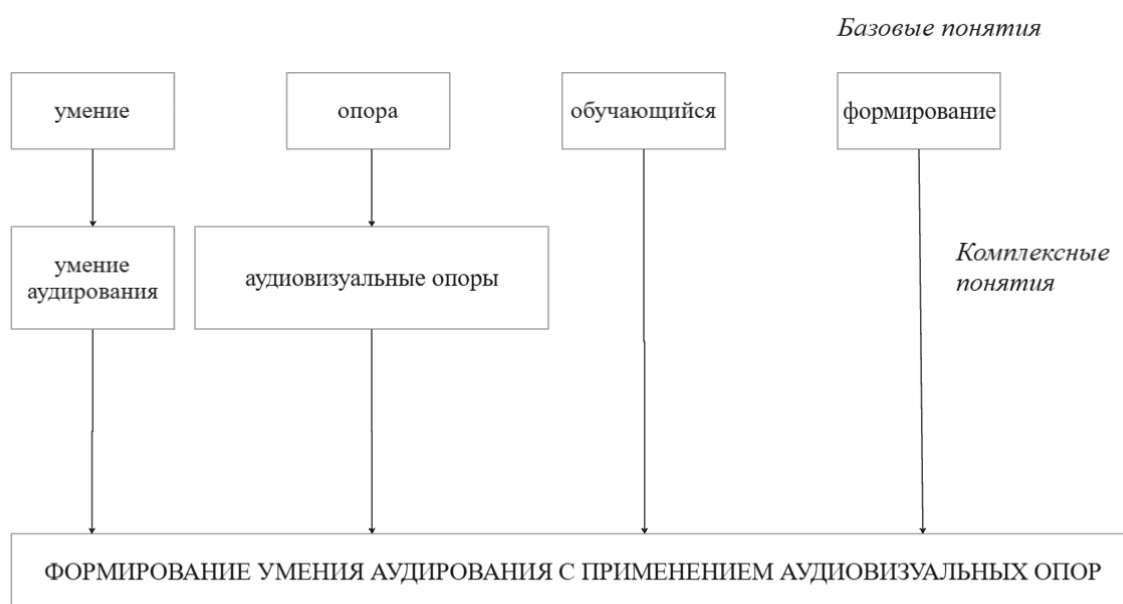 Базовые понятия
умение
опора
обучающийся
формирование
умение
аудирования
аудиовизуальные опоры
Комплексные
понятия
ФОРМИРОВАНИЕ УМЕНИЯ АУДИРОВАНИЯ С ПРИМЕНЕНИЕМ АУДИОВИЗУАЛЬНЫХ ОПОР